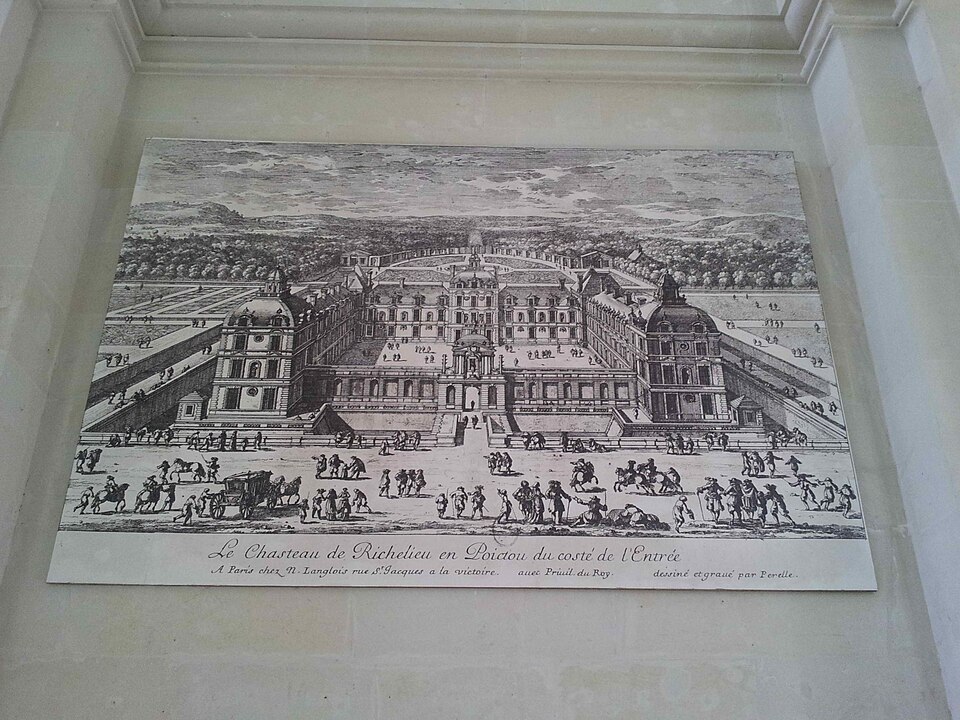 Le Chasteau de Richelieu en Poictou du costé de l'Entrée
A Paris chez N. Langlois rue St Jacques a la victoire. avec Priuil. du Roy. dessiné et graué par Perelle.